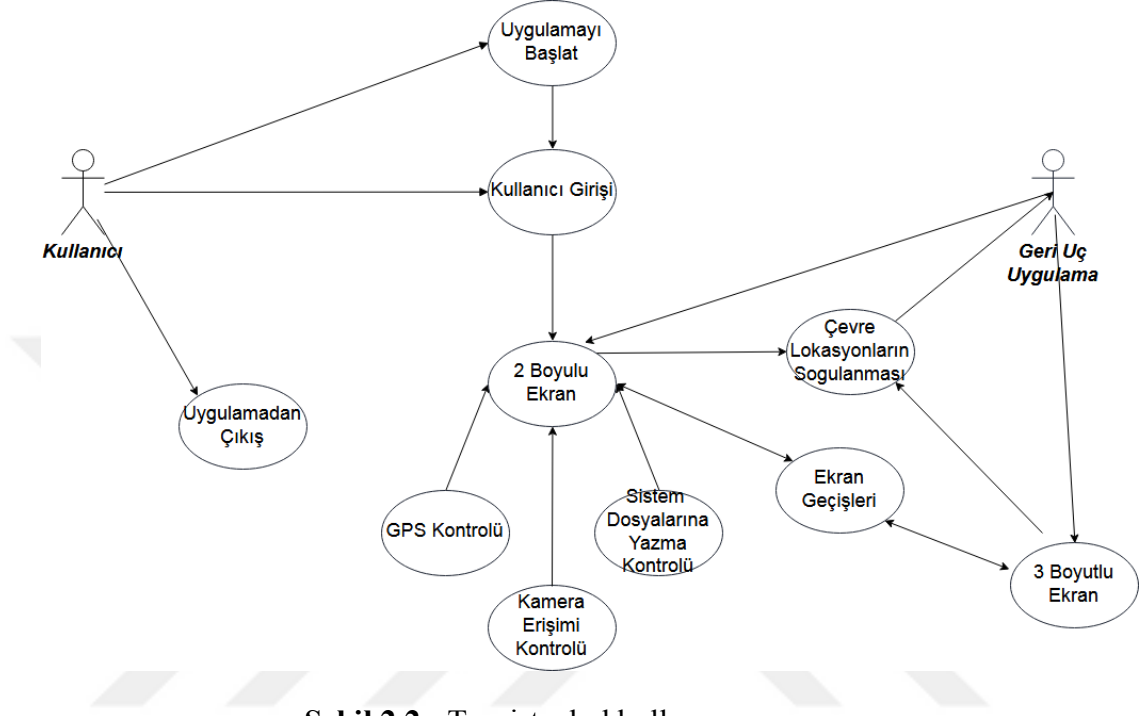 Uygulamayı
Başlat
Kullanıcı Girişi
Kullanıcı
Geri Uç
Uygulama
Çevre
Lokasyonların
Sogulanması
2 Boyulu
Ekran
Uygulamadan
Çıkış
Ekran
Geçişleri
GPS Kontrolü
Sistem
Dosyalarına
Yazma
Kontrolü
3 Boyutlu
Ekran
Kamera
Erişimi
Kontrolü